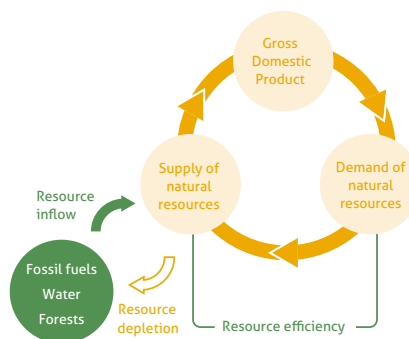 Gross
Domestic
Product
Supply of
natural
resources
Demand of
natural
resources
Resource
inflow
Fossil fuels
Water
Forests
Resource
depletion
Resource efficiency